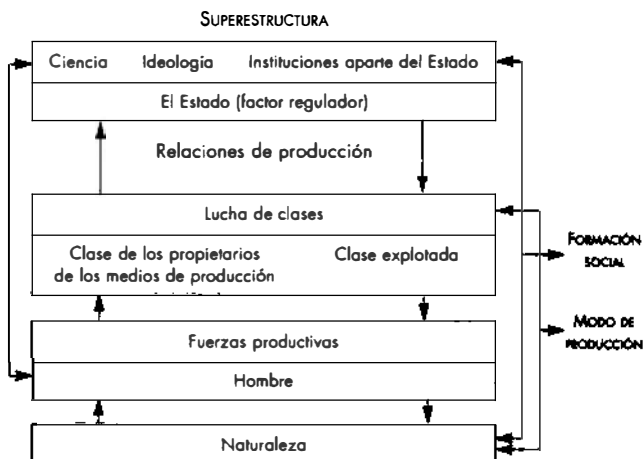 SUPERESTRUCTURA
Ciencia Ideología Instituciones aparte del Estado
El Estado (factor regulador)
Relaciones de producción
Lucha de clases
Clase de los propietarios
de los medios de producción
Clase explotada
FORMACIÓN
SOCIAL
MODO DE
PRODUCCIÓN
Fuerzas productivas
Hombre
Naturaleza